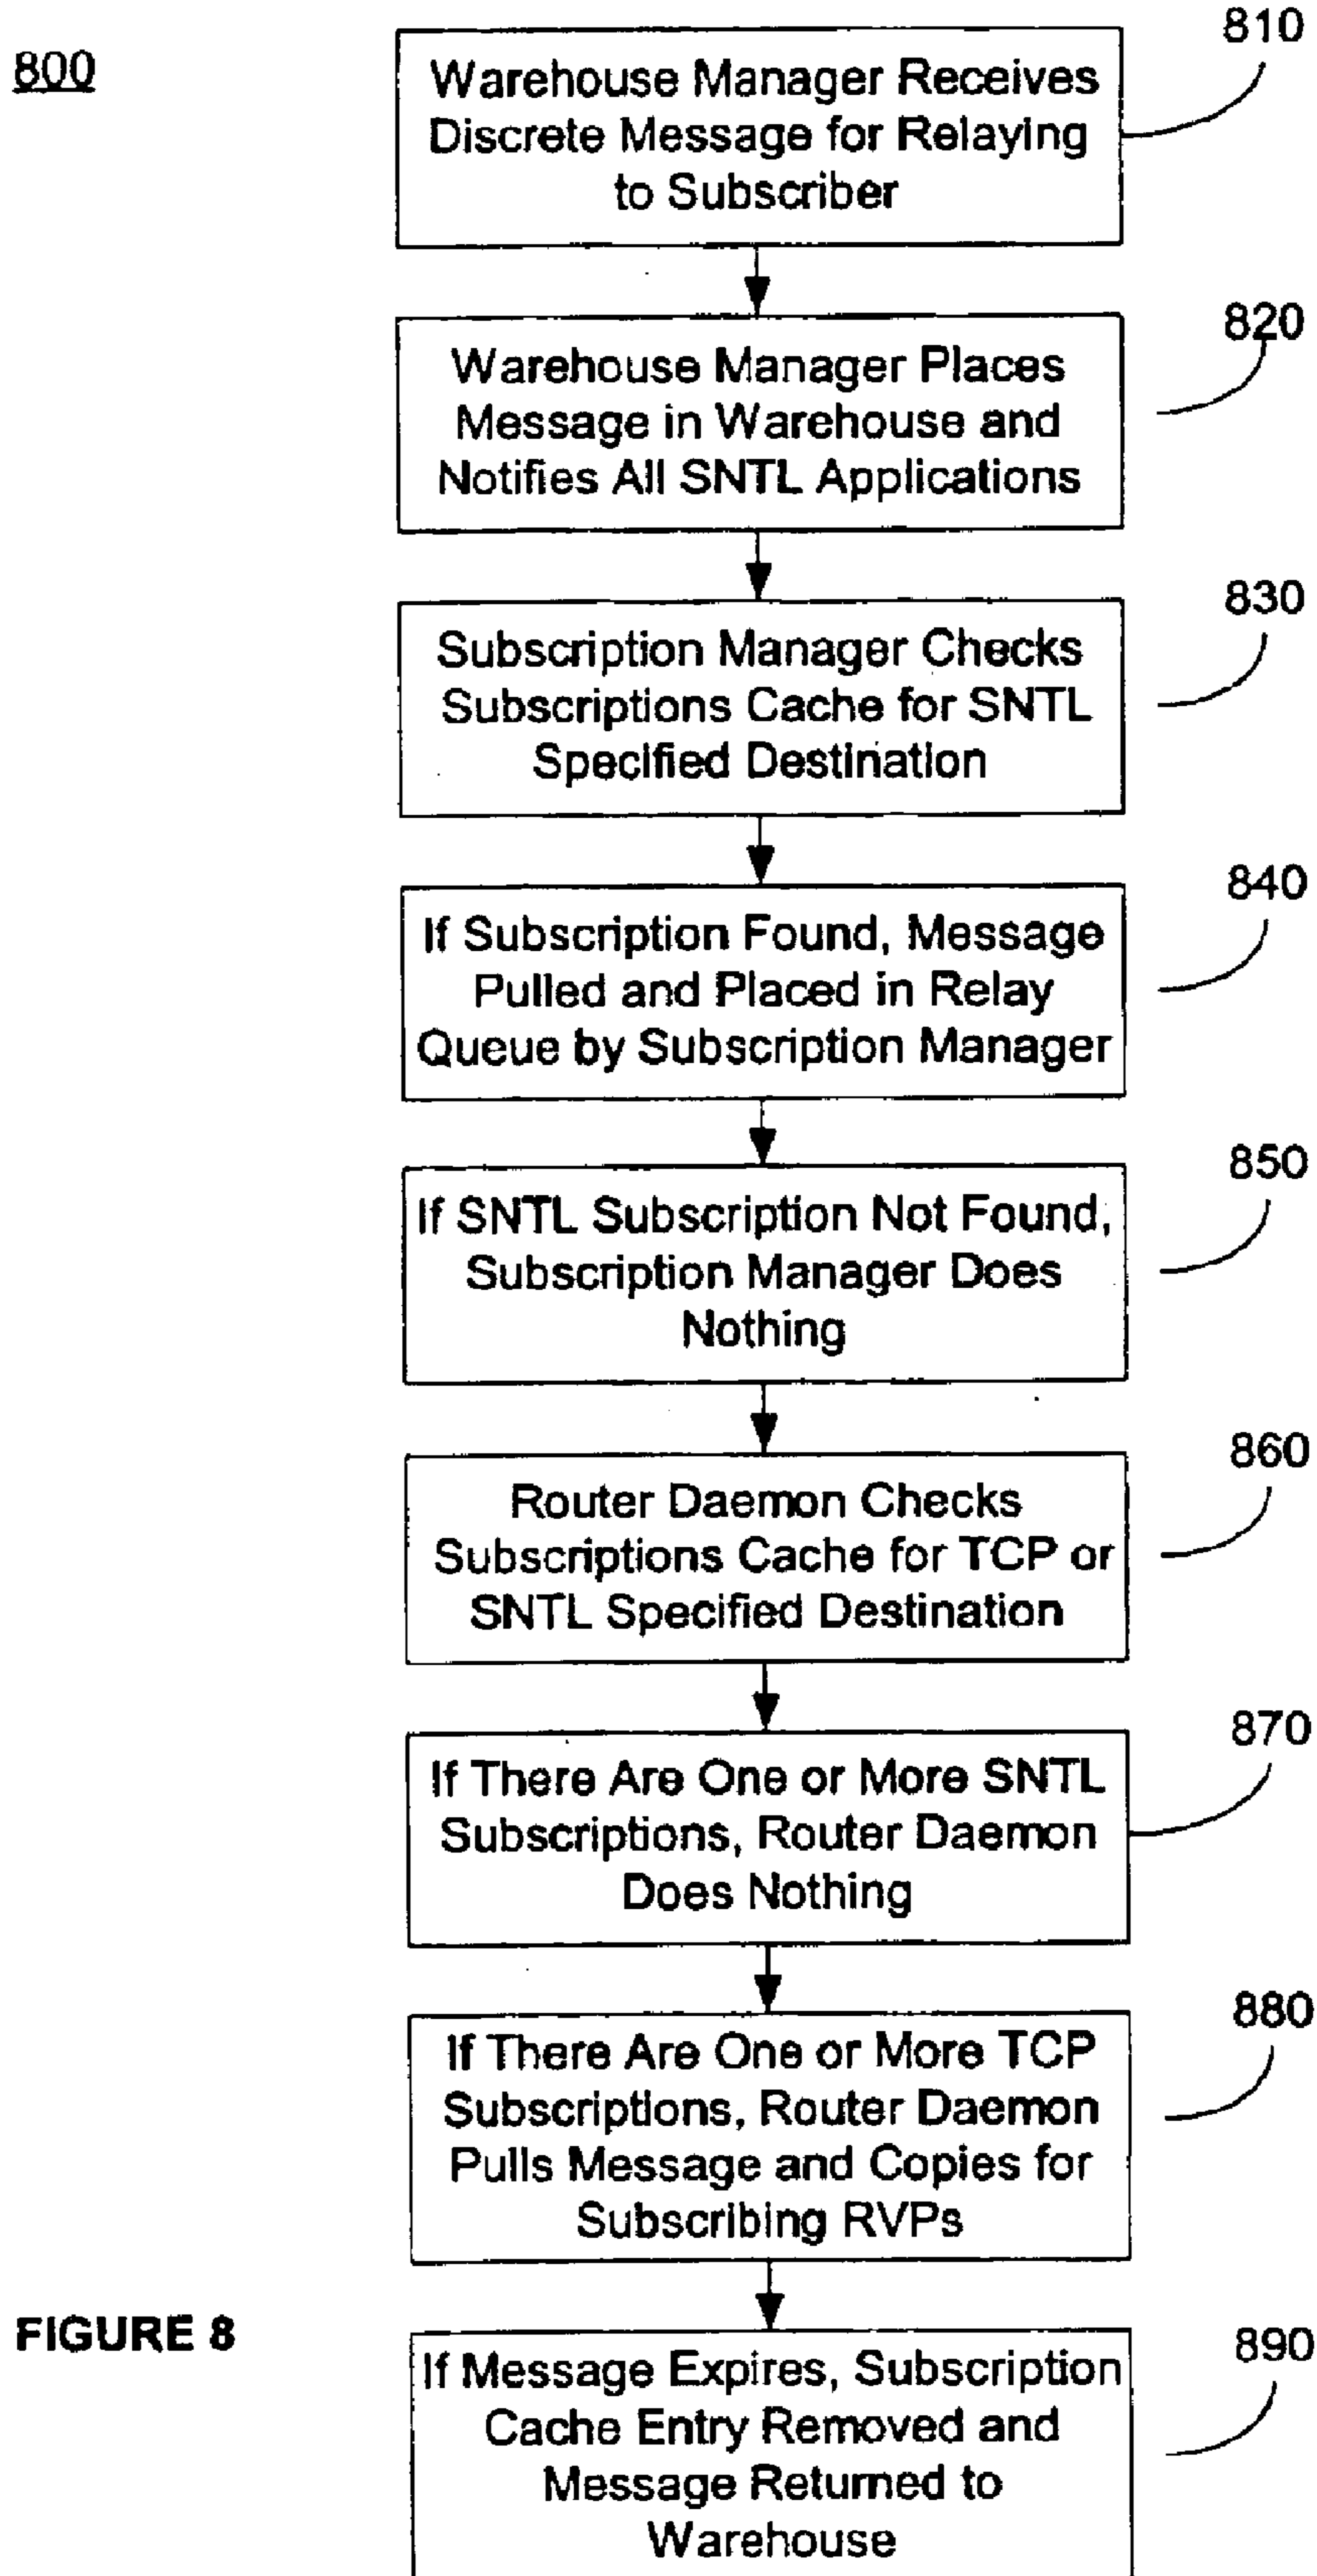 800
810
Warehouse Manager Receives
Discrete Message for Relaying
to Subscriber
820
Warehouse Manager Places
Message in Warehouse and
Notifies All SNTL Applications
830
Subscription Manager Checks
Subscriptions Cache for SNTL
Specified Destination
840
If Subscription Found, Message
Pulled and Placed in Relay
Queue by Subscription Manager
850
If SNTL Subscription Not Found,
Subscription Manager Does
Nothing
860
Router Daemon Checks
Subscriptions Cache for TCP or
SNTL Specified Destination
870
If There Are One or More SNTL
Subscriptions, Router Daemon
Does Nothing
880
If There Are One or More TCP
Subscriptions, Router Daemon
Pulls Message and Copies for
Subscribing RVPs
FIGURE 8
890
If Message Expires, Subscription
Cache Entry Removed and
Message Returned to
Warehouse